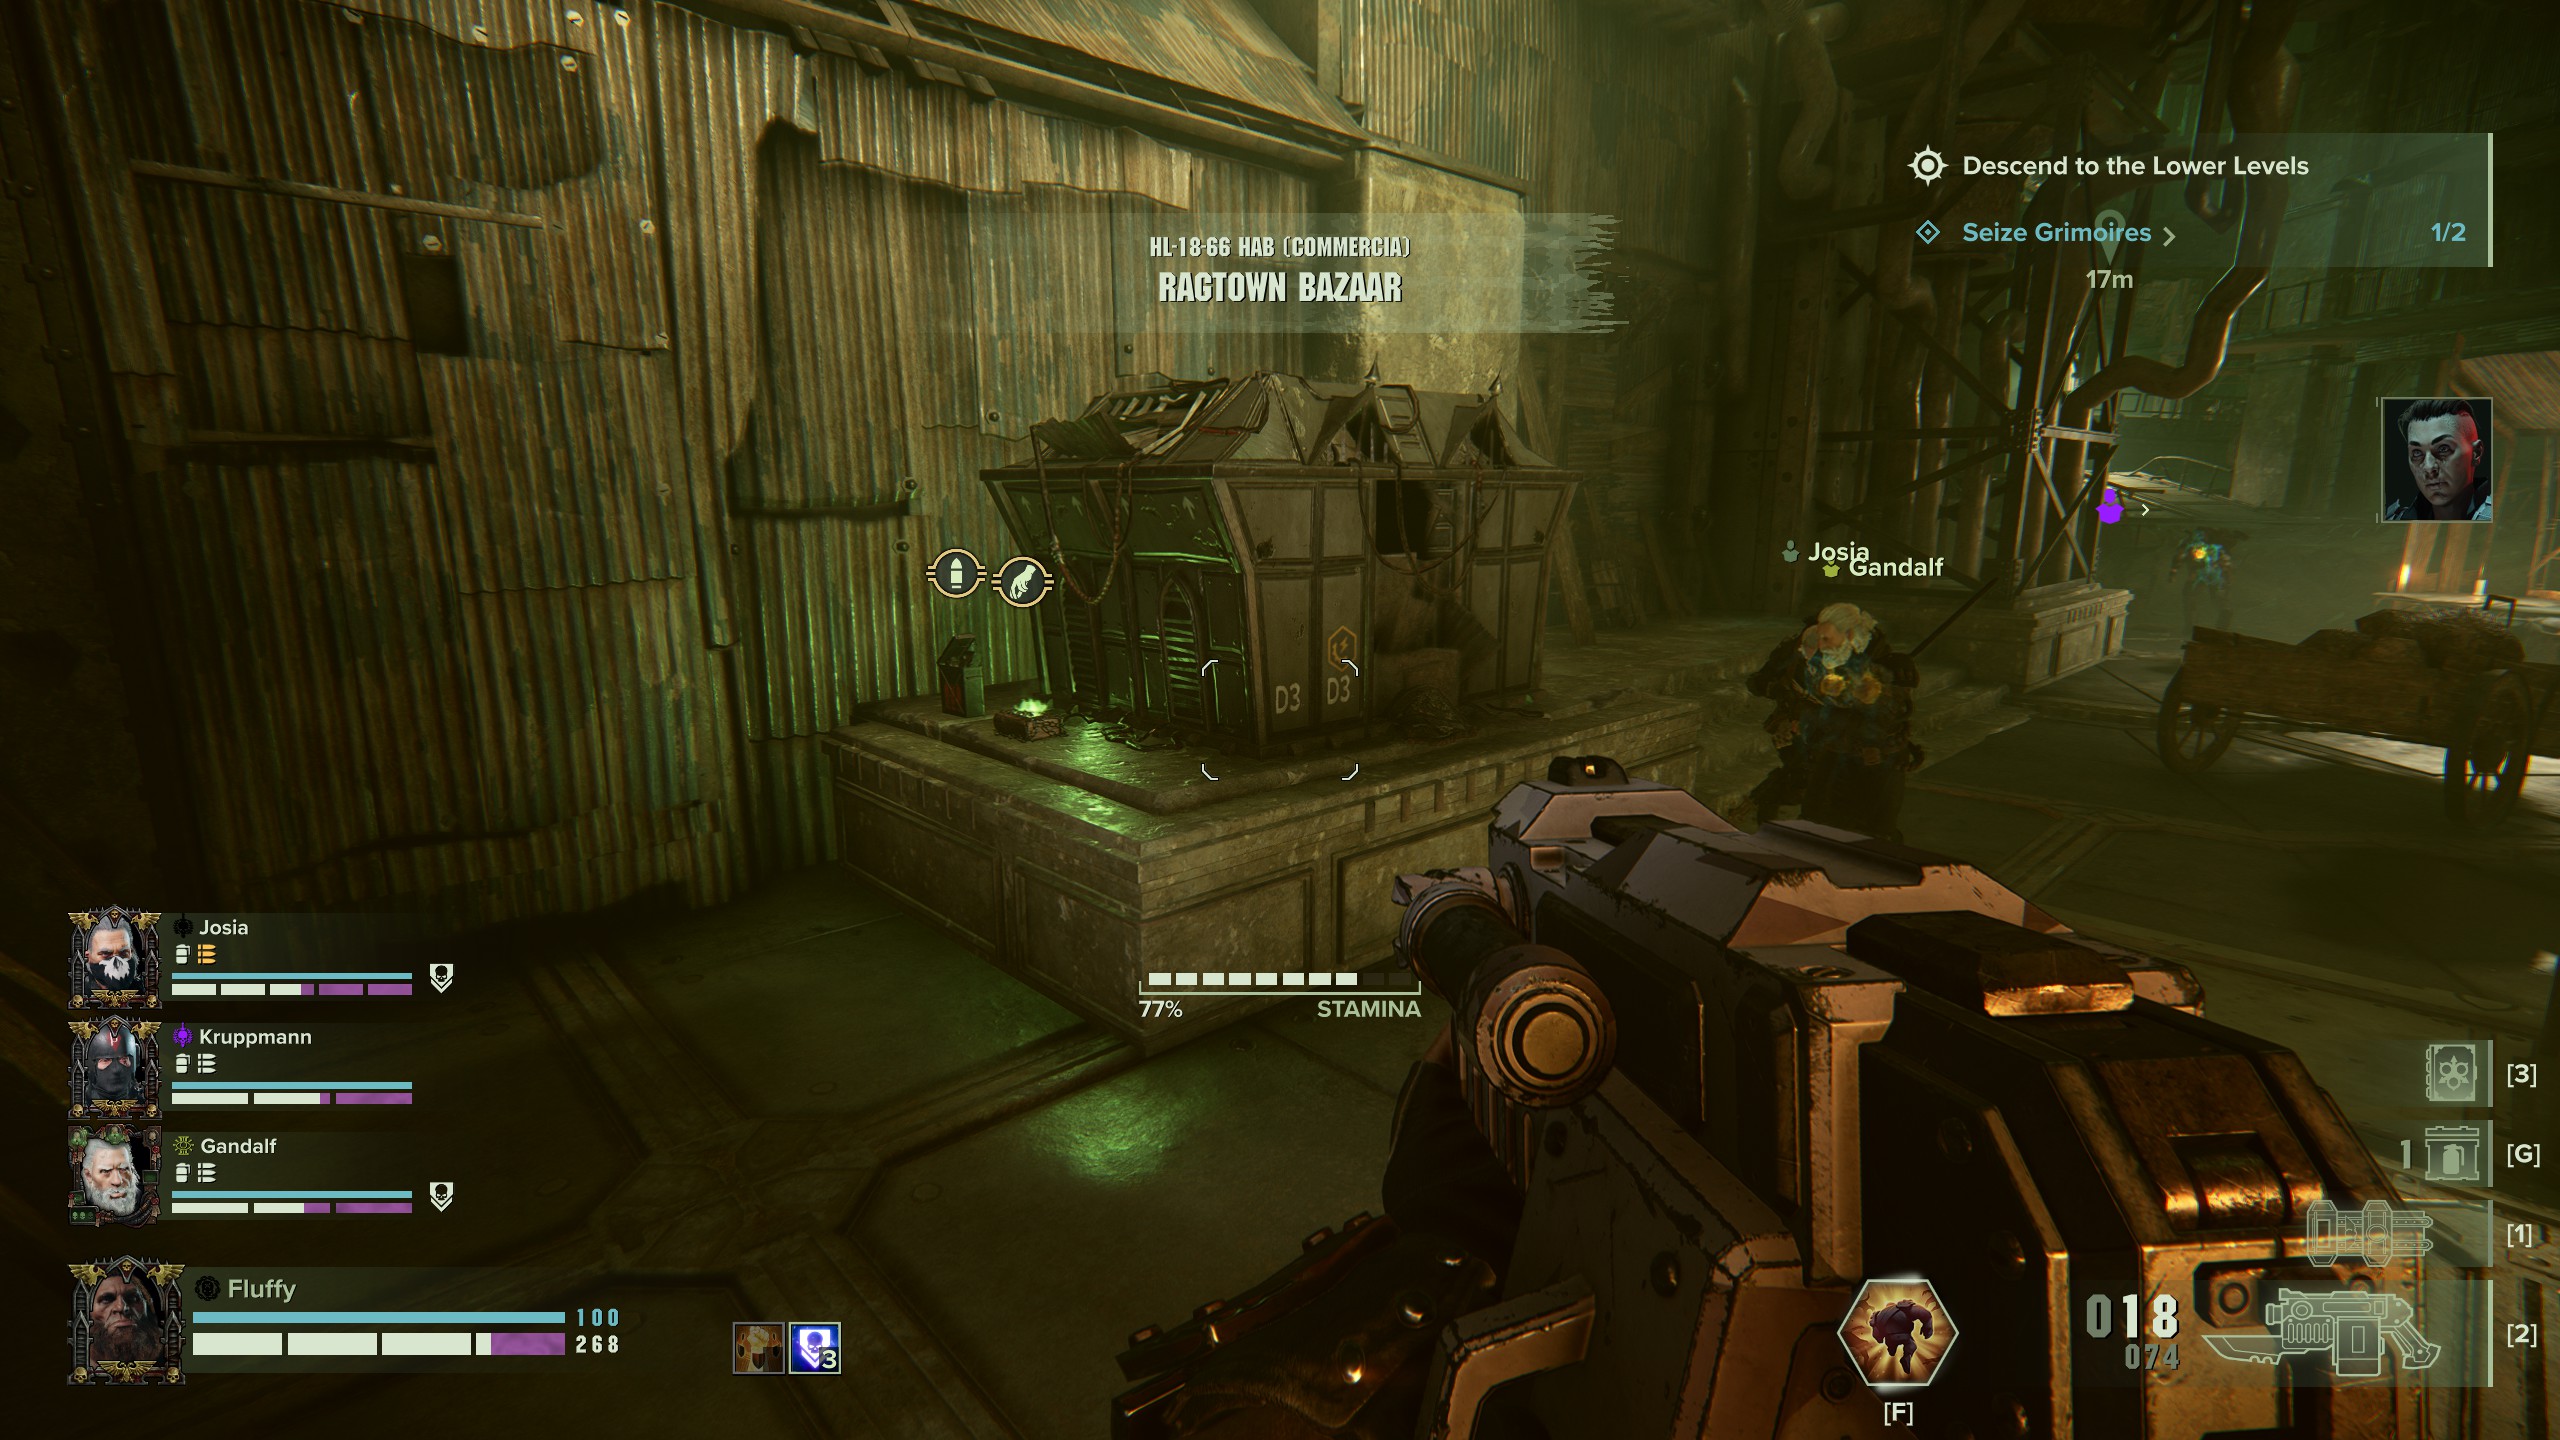 Descend to the Lower Levels
Seize Grimoires
1/2
17m
HL-18-66 HAB (COMMERCIA)
RAGTOWN BAZAAR
Josia
Gandalf
D3
D3
77%
STAMINA
Josia
Kruppmann
Gandalf
Fluffy
100
268
3
[3]
1
[G]
[1]
018
074
[2]
[F]